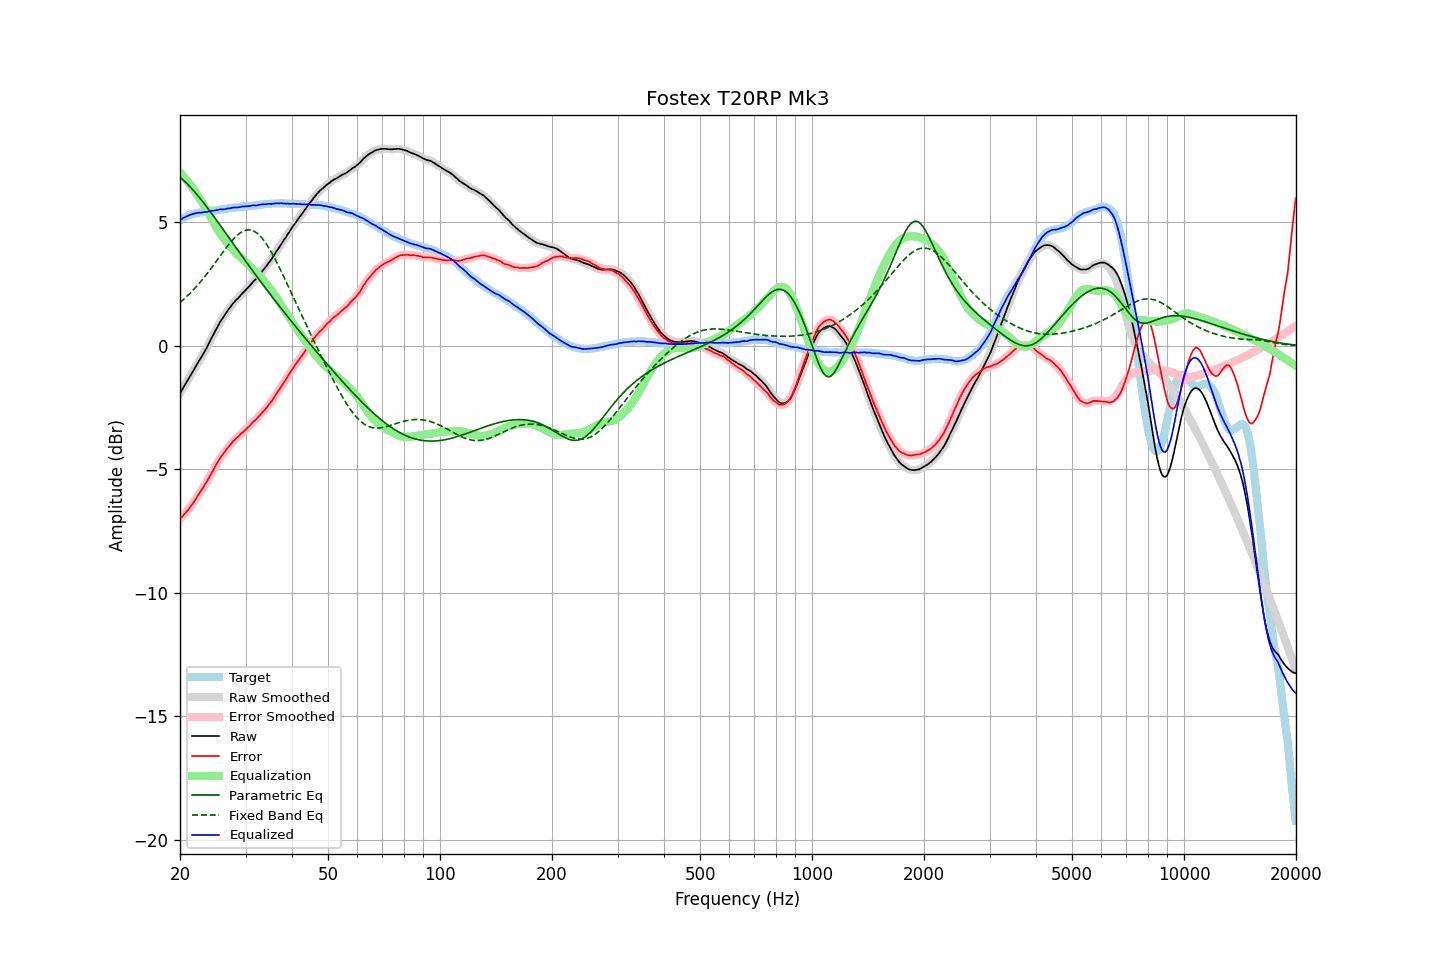 Fostex T20RP Mk3
Amplitude (dBr)
5
0
−5
−10
−15
−20
Target
Raw Smoothed
Error Smoothed
Raw
Error
Equalization
Parametric Eq
Fixed Band Eq
Equalized
20 50 100 200 500 1000 2000 5000 10000 20000
Frequency (Hz)